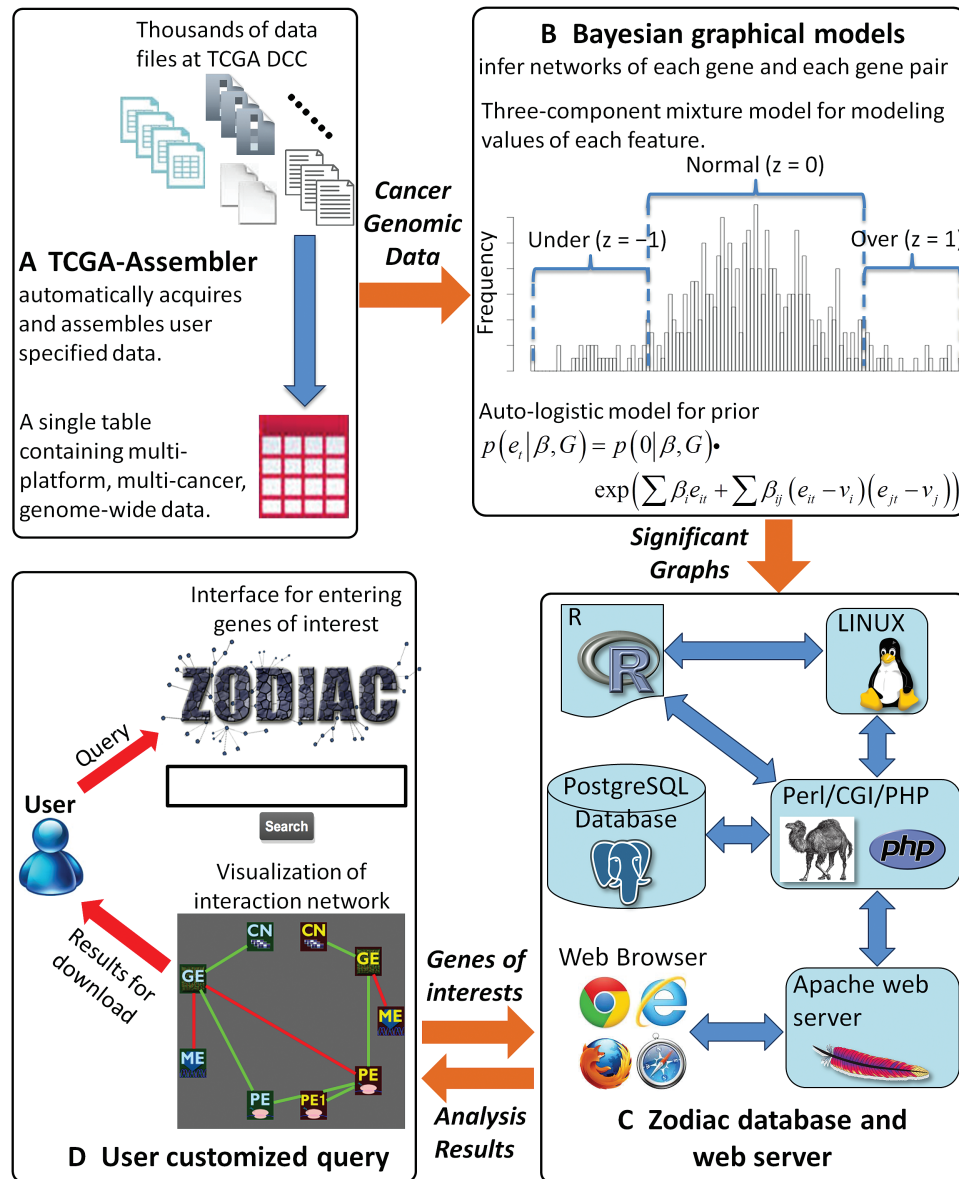 Thousands of data
files at TCGA DCC
A TCGA-Assembler
automatically acquires
and assembles user
specified data.
A single table
containing multi-
platform, multi-cancer,
genome-wide data.
Cancer
Genomic
Data
B Bayesian graphical models
infer networks of each gene and each gene pair
Three-component mixture model for modeling
values of each feature.
Normal (z = 0)
Under (z = −1)
Over (z = 1)
Frequency
Auto-logistic model for prior
p(e_t|β,G) = p(0|β,G)•
exp(∑ β_i e_it + ∑ β_ij (e_it − v_i)(e_jt − v_j))
Significant
Graphs
R
LINUX
PostgreSQL
Database
Perl/CGI/PHP
php
Web Browser
Apache web
server
C Zodiac database and
web server
Genes of
interests
Analysis
Results
Interface for entering
genes of interest
ZODIAC
Query
User
Search
Visualization of
interaction network
Results for
download
CN
CN
GE
GE
ME
ME
PE
PE
PE1
D User customized query